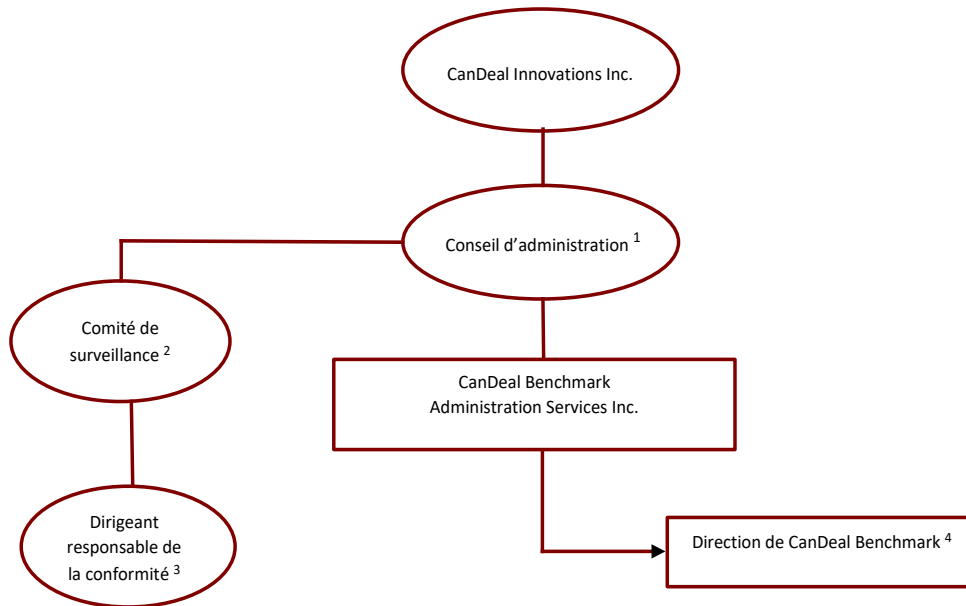 CanDeal Innovations Inc.
Conseil d’administration 1
Comité de
surveillance 2
CanDeal Benchmark
Administration Services Inc.
Dirigeant
responsable de
la conformité 3
Direction de CanDeal Benchmark 4